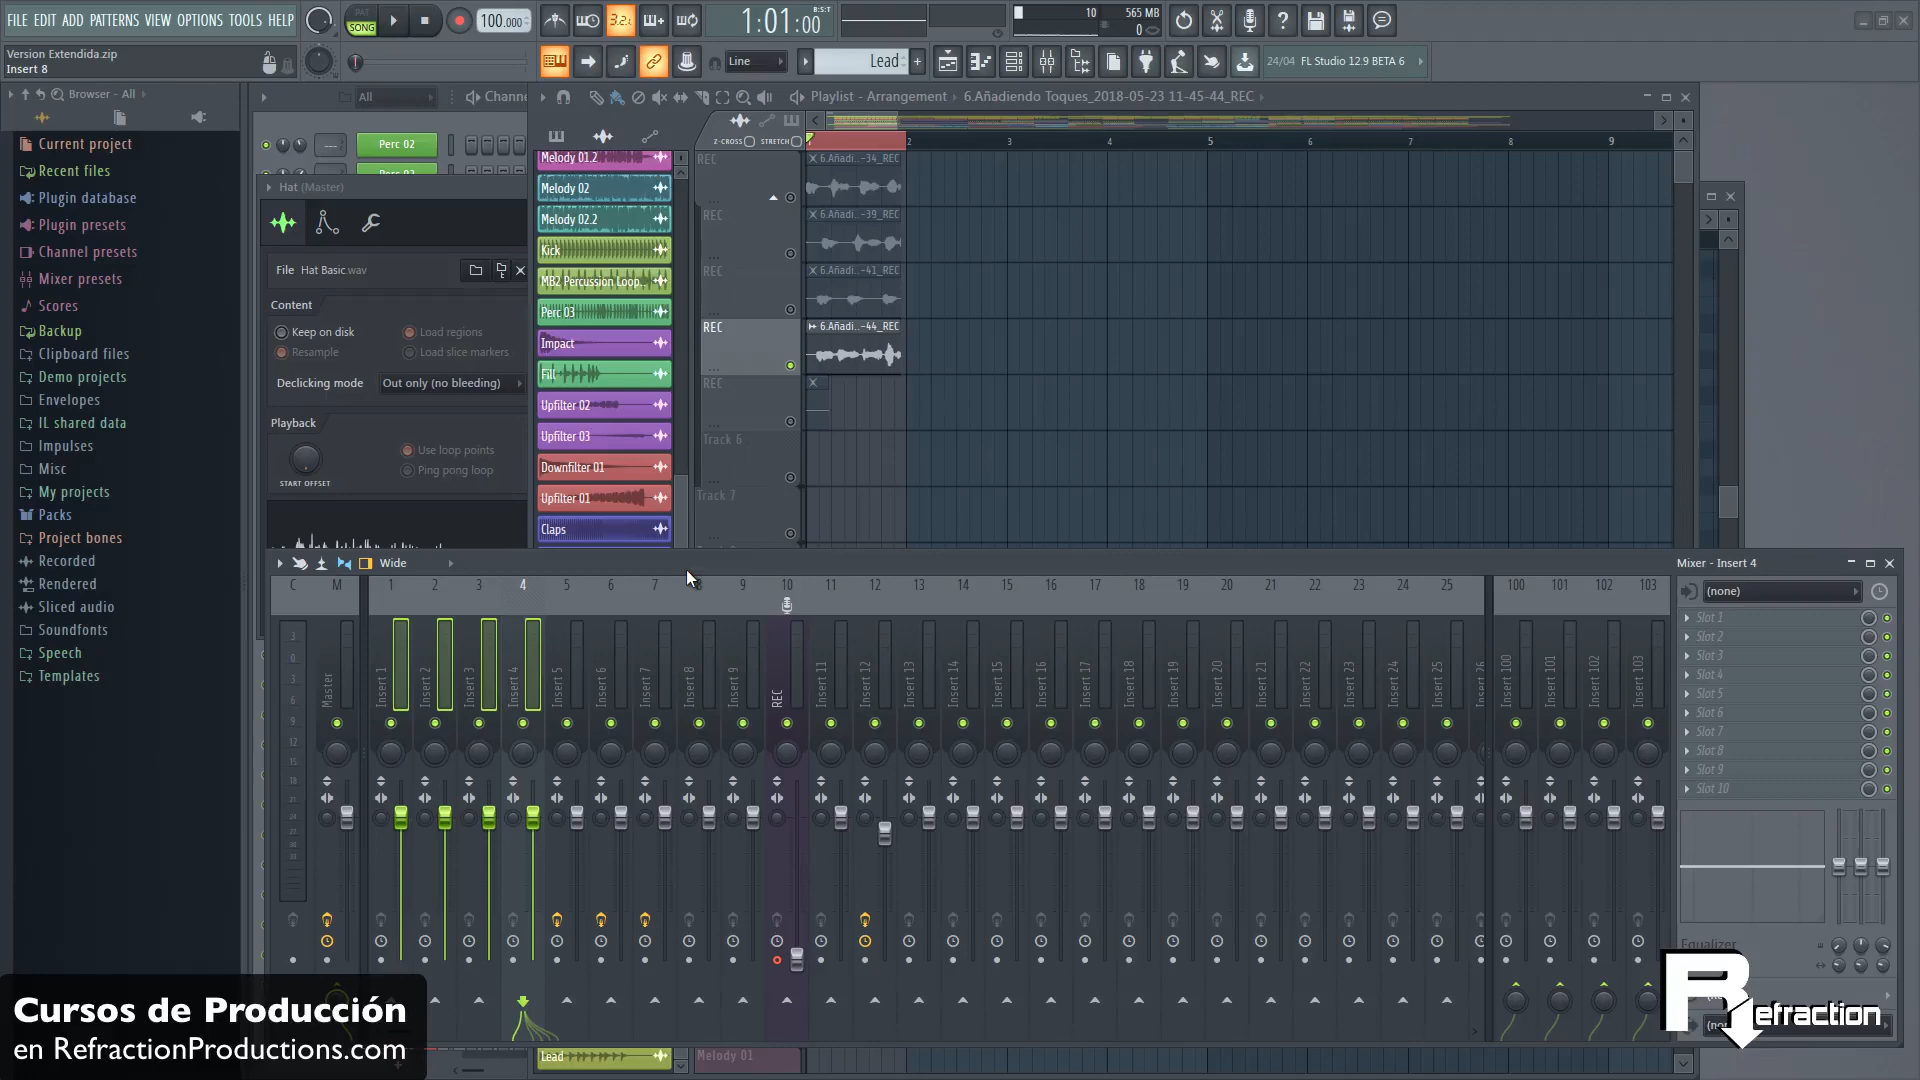 FILE EDIT ADD PATTERNS VIEW OPTIONS TOOLS HELP
PAT
SONG
100.000
3.2.
1:01:00
B:S:T
10
565 MB
0
Version Extendida.zip
Insert 8
Line
Lead
24/04 FL Studio 12.9 BETA 6
Browser - All
Current project
Recent files
Plugin database
Plugin presets
Channel presets
Mixer presets
Scores
Backup
Clipboard files
Demo projects
Envelopes
IL shared data
Impulses
Misc
My projects
Packs
Project bones
Recorded
Rendered
Sliced audio
Soundfonts
Speech
Templates
All
Channe
Perc 02
Hat (Master)
File Hat Basic.wav
Content
Keep on disk
Load regions
Resample
Load slice markers
Declicking mode
Out only (no bleeding)
Playback
Use loop points
Ping pong loop
START OFFSET
Playlist - Arrangement
6.Añadiendo Toques_2018-05-23 11-45-44_REC
Z-CROSS
STRETCH
2 3 4 5 6 7 8 9
Melody 01.2
Melody 02
Melody 02.2
Kick
MB2 Percussion Loop..
Perc 03
Impact
Fill
Upfilter 02
Upfilter 03
Downfilter 01
Upfilter 01
Claps
REC
6.Añadi..-34_REC
REC
6.Añadi..-39_REC
REC
6.Añadi..-41_REC
REC
6.Añadi..-44_REC
REC
Track 6
Track 7
Wide
Mixer - Insert 4
C M 1 2 3 4 5 6 7 8 9 10 11 12 13 14 15 16 17 18 19 20 21 22 23 24 25 100 101 102 103
Master
Insert 1
Insert 2
Insert 3
Insert 4
Insert 5
Insert 6
Insert 7
Insert 8
Insert 9
REC
Insert 11
Insert 12
Insert 13
Insert 14
Insert 15
Insert 16
Insert 17
Insert 18
Insert 19
Insert 20
Insert 21
Insert 22
Insert 23
Insert 24
Insert 25
Insert 100
Insert 101
Insert 102
Insert 103
(none)
Slot 1
Slot 2
Slot 3
Slot 4
Slot 5
Slot 6
Slot 7
Slot 8
Slot 9
Slot 10
Equalizer
Lead
Melody 01
Cursos de Producción
en RefractionProductions.com
Refraction